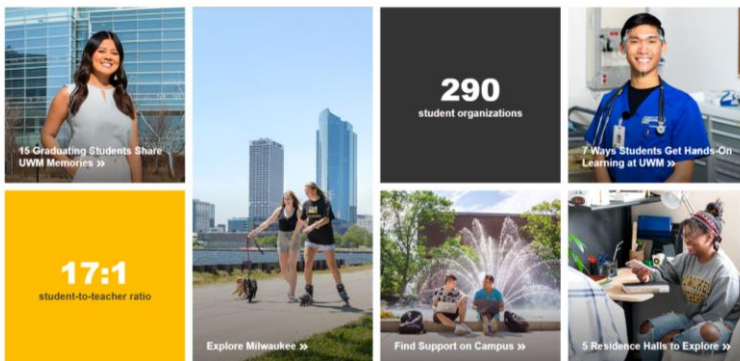 15 Graduating Students Share
UWM Memories »
Explore Milwaukee »
290
student organizations
7 Ways Students Get Hands-On
Learning at UWM »
17:1
student-to-teacher ratio
Find Support on Campus »
5 Residence Halls to Explore »